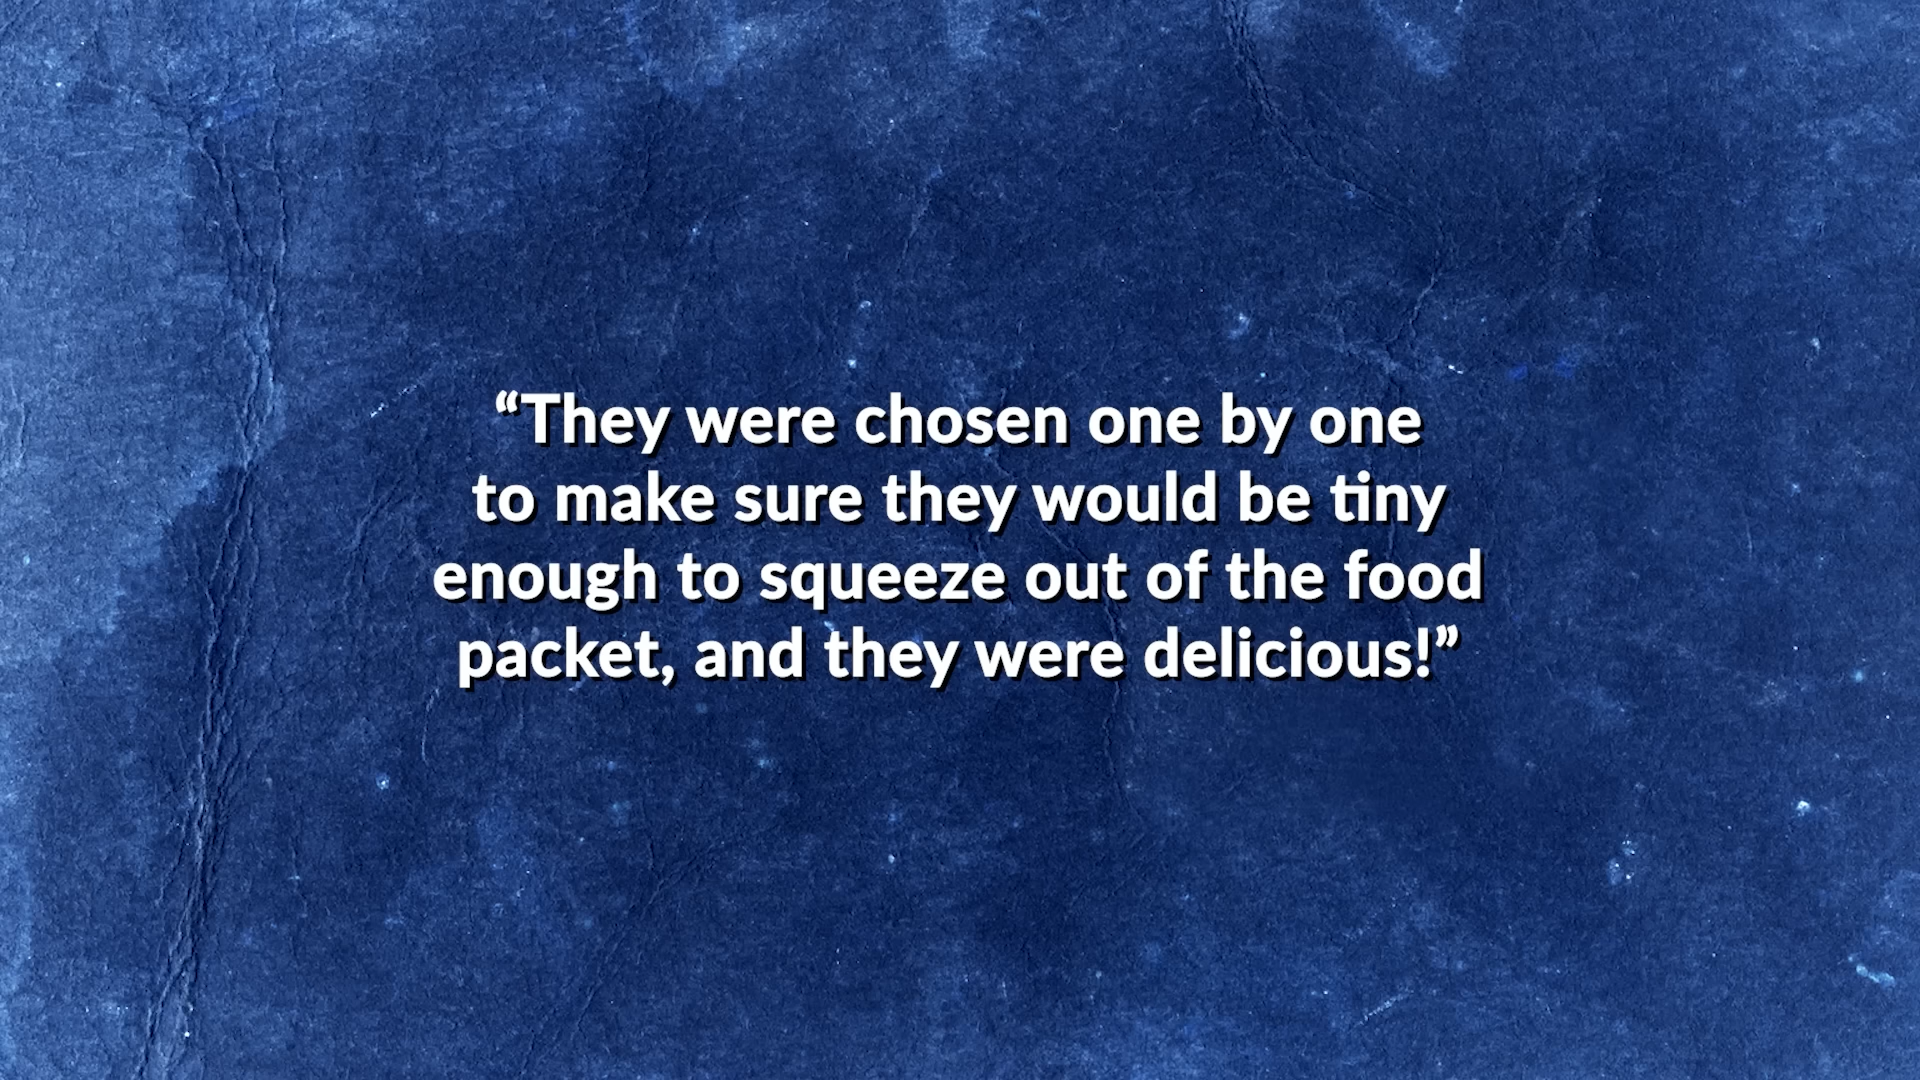 “They were chosen one by one
to make sure they would be tiny
enough to squeeze out of the food
packet, and they were delicious!”